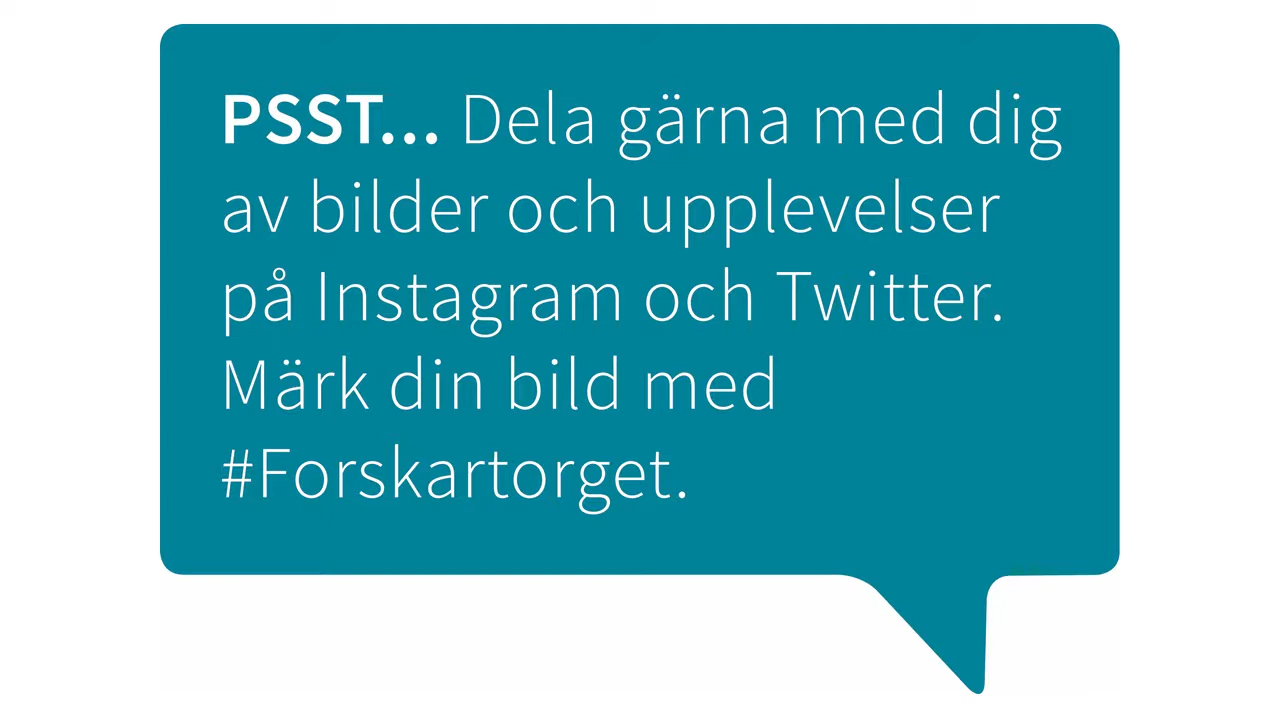 PSST... Dela gärna med dig
av bilder och upplevelser
på Instagram och Twitter.
Märk din bild med
#Forskartorget.